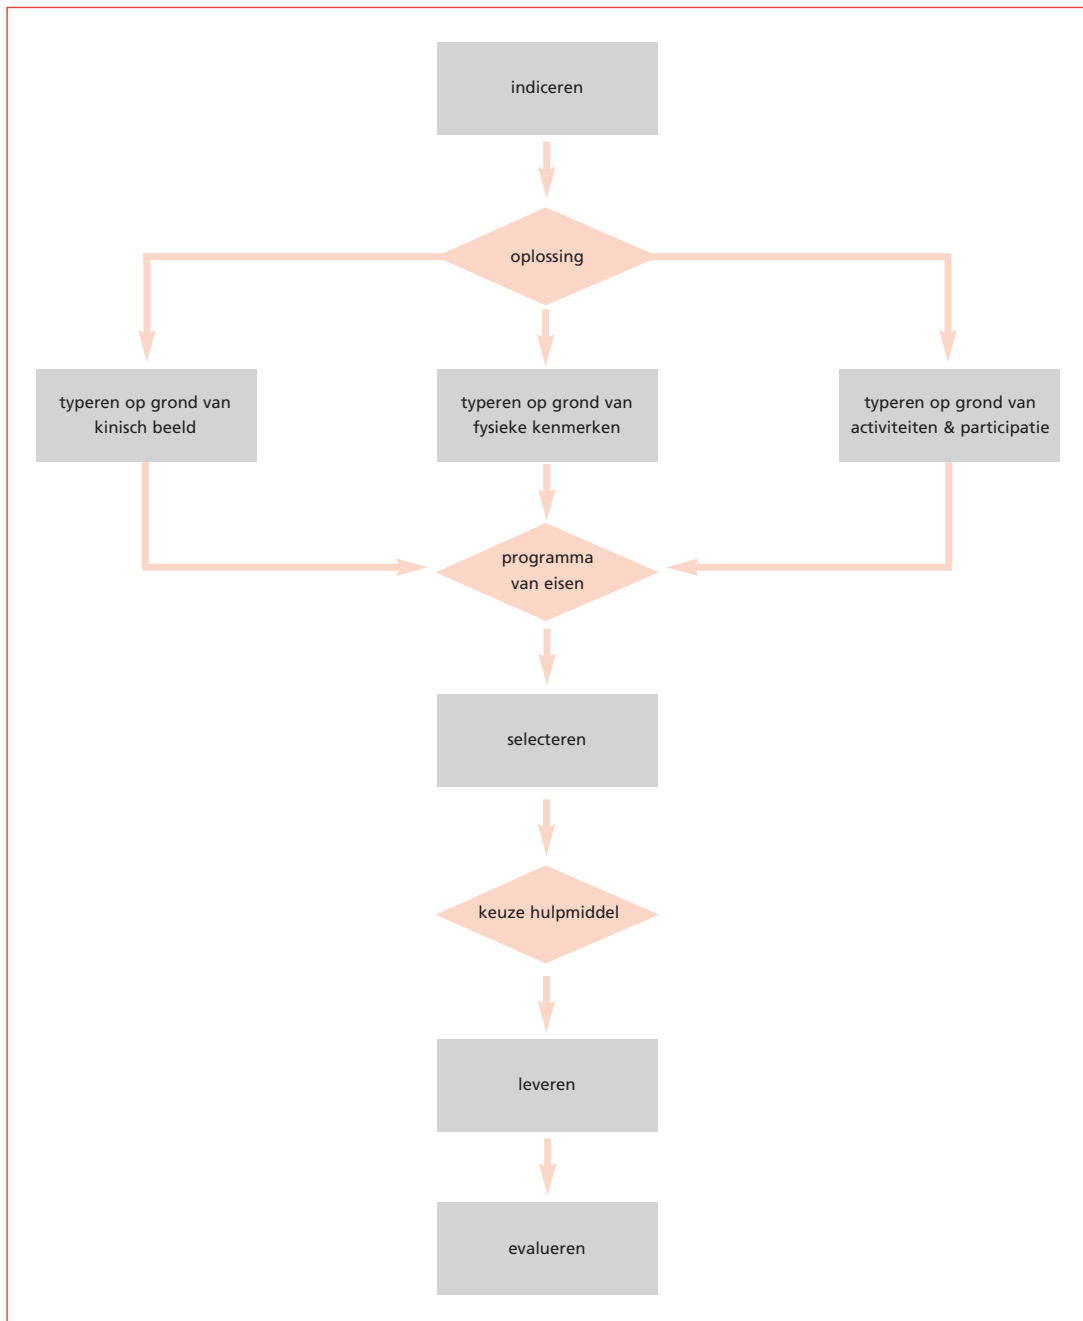 indiceren
oplossing
typeren op grond van
kinisch beeld
typeren op grond van
fysieke kenmerken
typeren op grond van
activiteiten & participatie
programma
van eisen
selecteren
keuze hulpmiddel
leveren
evalueren